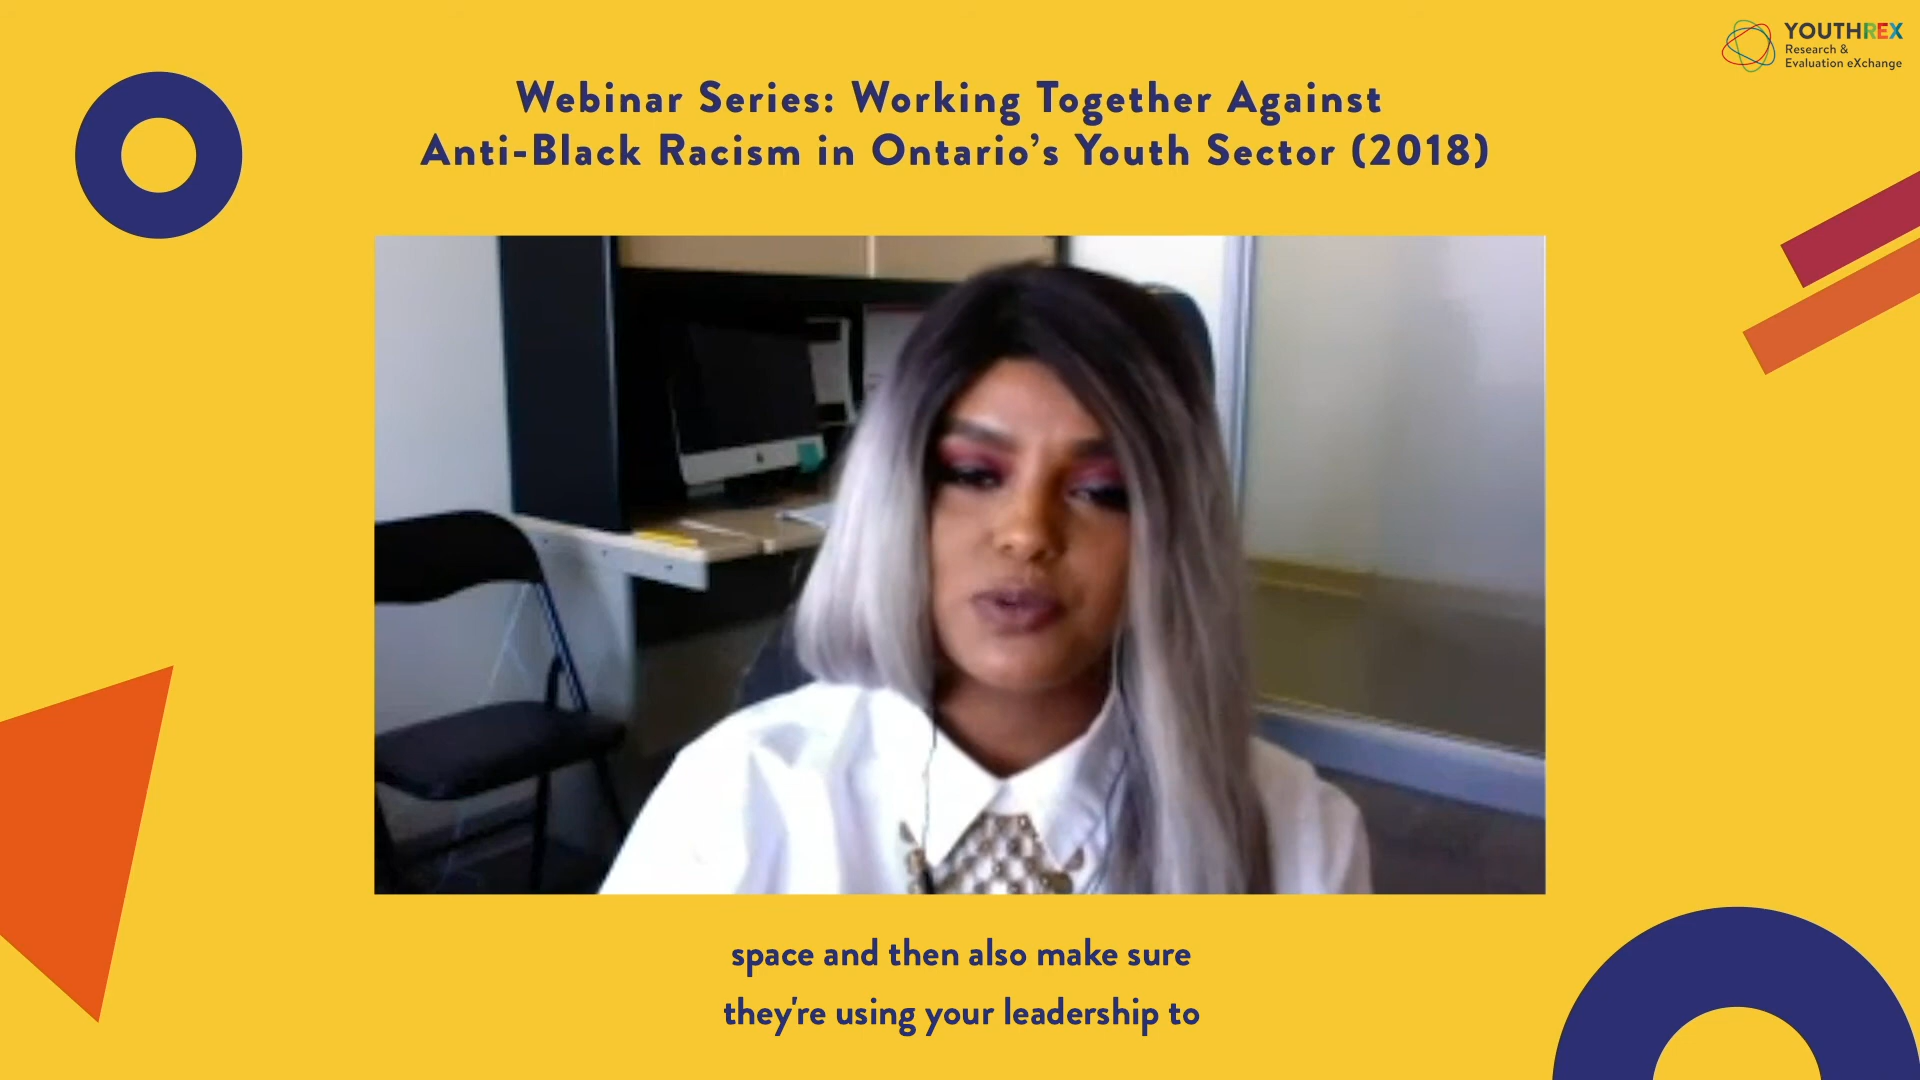 YOUTHREX
Research &
Evaluation eXchange
Webinar Series: Working Together Against
Anti-Black Racism in Ontario’s Youth Sector (2018)
space and then also make sure
they're using your leadership to